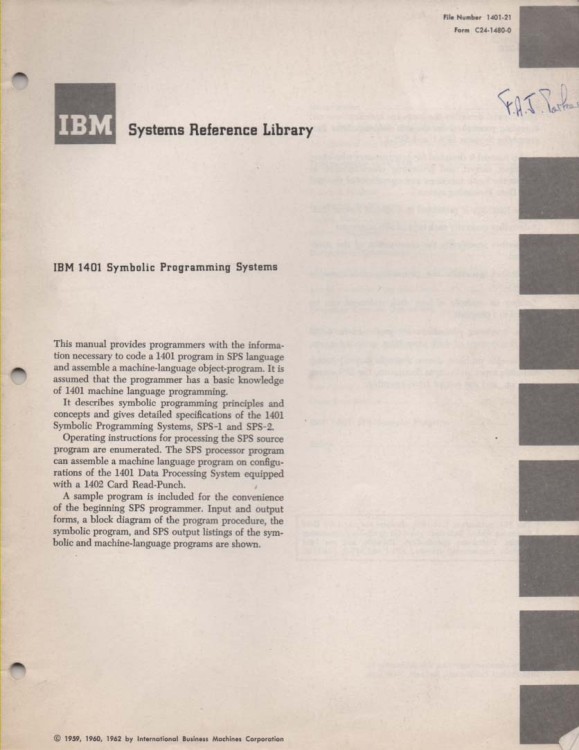 File Number 1401-21
Form C24-1480-0
F.A.J.
IBM
Systems Reference Library
IBM 1401 Symbolic Programming Systems
This manual provides programmers with the informa-
tion necessary to code a 1401 program in SPS language
and assemble a machine-language object-program. It is
assumed that the programmer has a basic knowledge
of 1401 machine language programming.
It describes symbolic programming principles and
concepts and gives detailed specifications of the 1401
Symbolic Programming Systems, SPS-1 and SPS-2.
Operating instructions for processing the SPS source
program are enumerated. The SPS processor program
can assemble a machine language program on configu-
rations of the 1401 Data Processing System equipped
with a 1402 Card Read-Punch.
A sample program is included for the convenience
of the beginning SPS programmer. Input and output
forms, a block diagram of the program procedure, the
symbolic program, and SPS output listings of the sym-
bolic and machine-language programs are shown.
© 1959, 1960, 1962 by International Business Machines Corporation